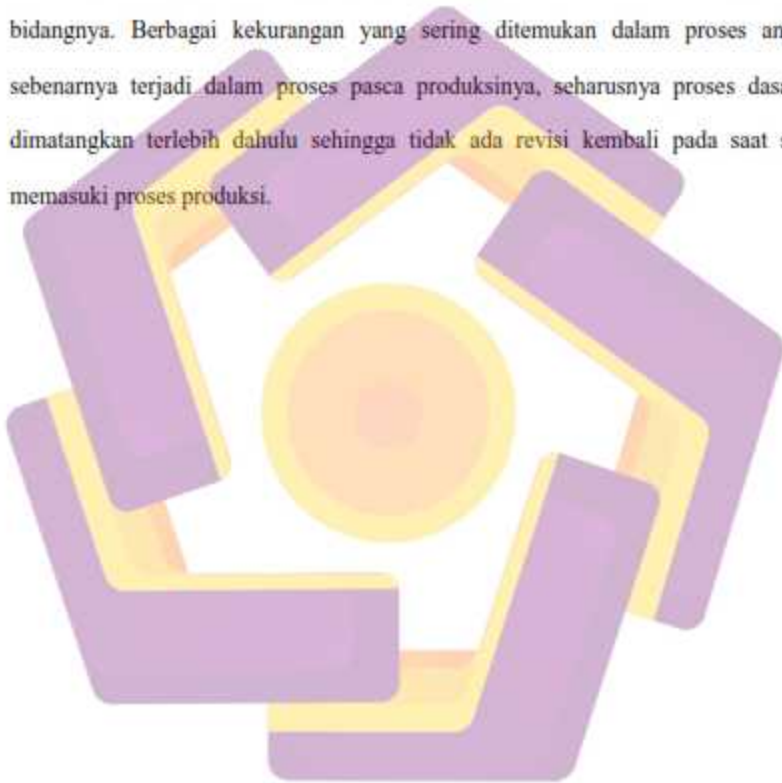 bidangnya. Berbagai kekurangan yang sering ditemukan dalam proses an
sebenarnya terjadi dalam proses pasca produksinya, seharusnya proses dasa
dimatangkan terlebih dahulu sehingga tidak ada revisi kembali pada saat s
memasuki proses produksi.